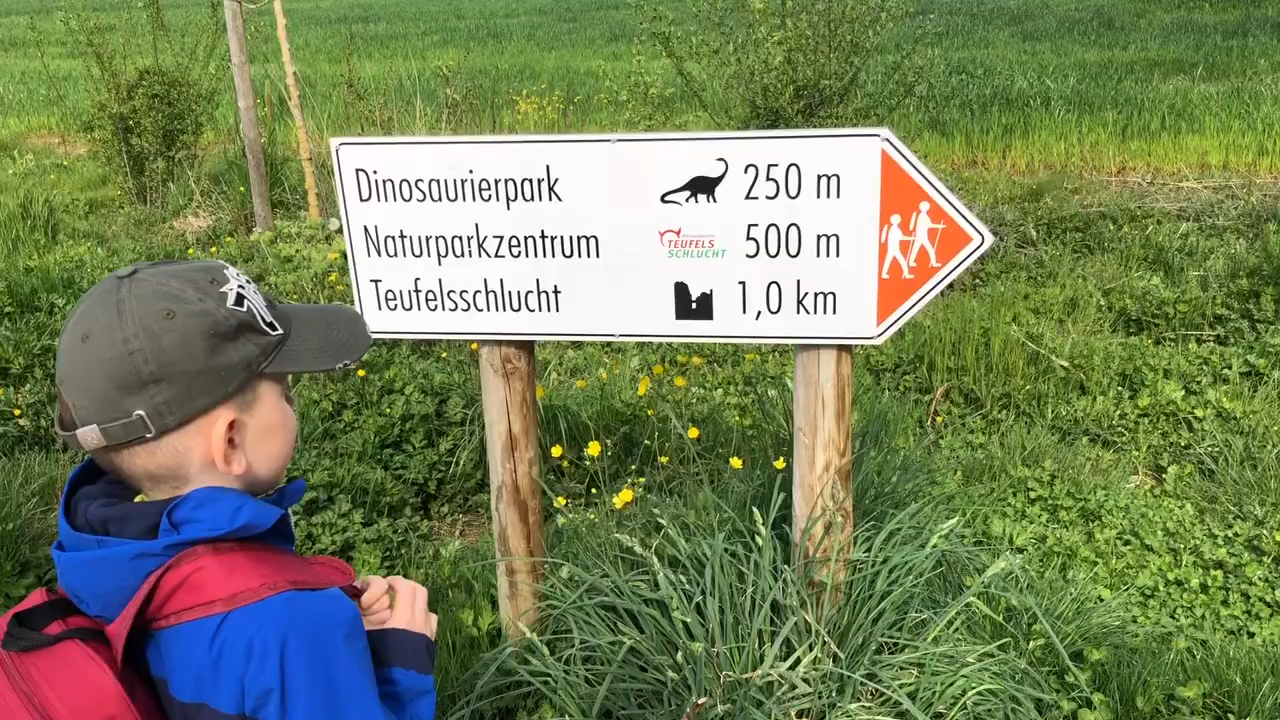 Dinosaurierpark 250 m
Naturparkzentrum TEUFELS SCHLUCHT 500 m
Teufelsschlucht 1,0 km